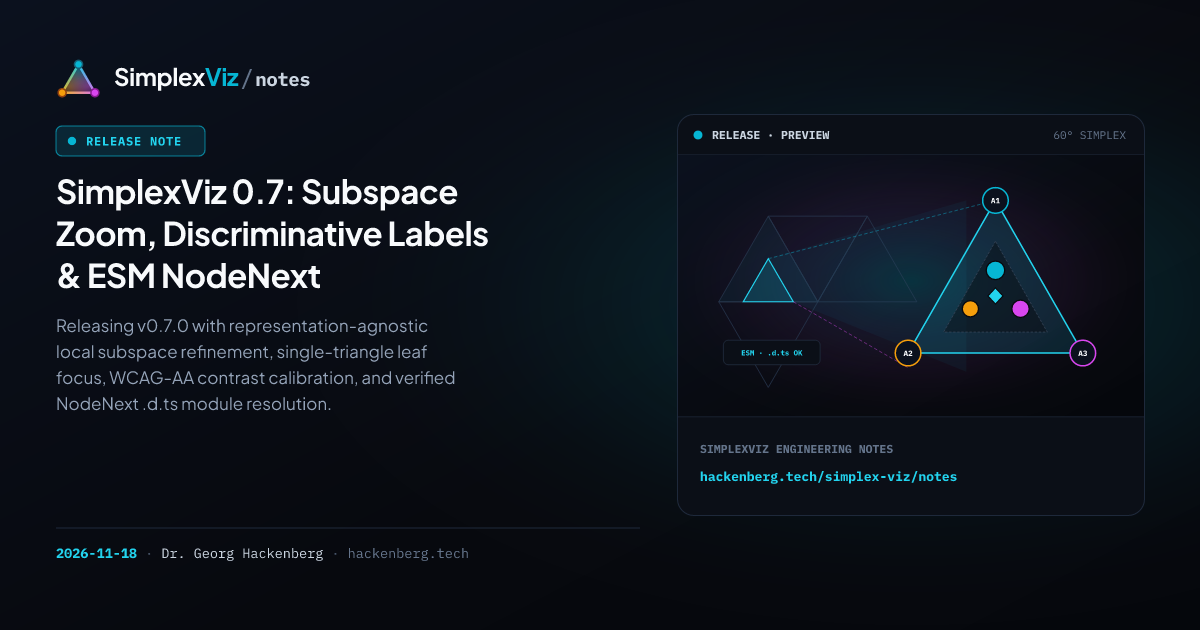 SimplexViz/notes
RELEASE NOTE
SimplexViz 0.7: Subspace
Zoom, Discriminative Labels
& ESM NodeNext
Releasing v0.7.0 with representation-agnostic
local subspace refinement, single-triangle leaf
focus, WCAG-AA contrast calibration, and verified
NodeNext .d.ts module resolution.
2026-11-18 · Dr. Georg Hackenberg · hackenberg.tech
RELEASE · PREVIEW
60° SIMPLEX
A1
ESM · .d.ts OK
A2
A3
SIMPLEXVIZ ENGINEERING NOTES
hackenberg.tech/simplex-viz/notes